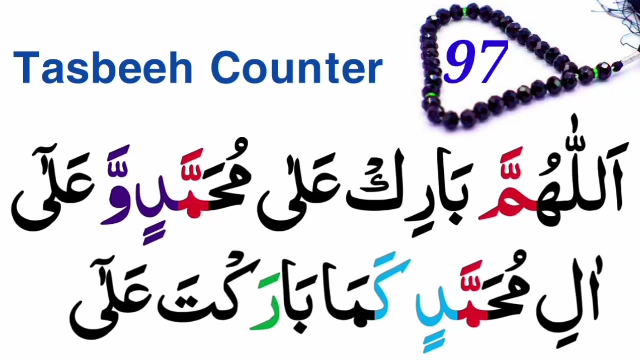 Tasbeeh Counter
97
اَللّٰهُمَّ بَارِكْ عَلٰى مُحَمَّدٍ وَّ عَلٰٓى
اٰلِ مُحَمَّدٍ كَمَا بَارَكْتَ عَلٰٓى